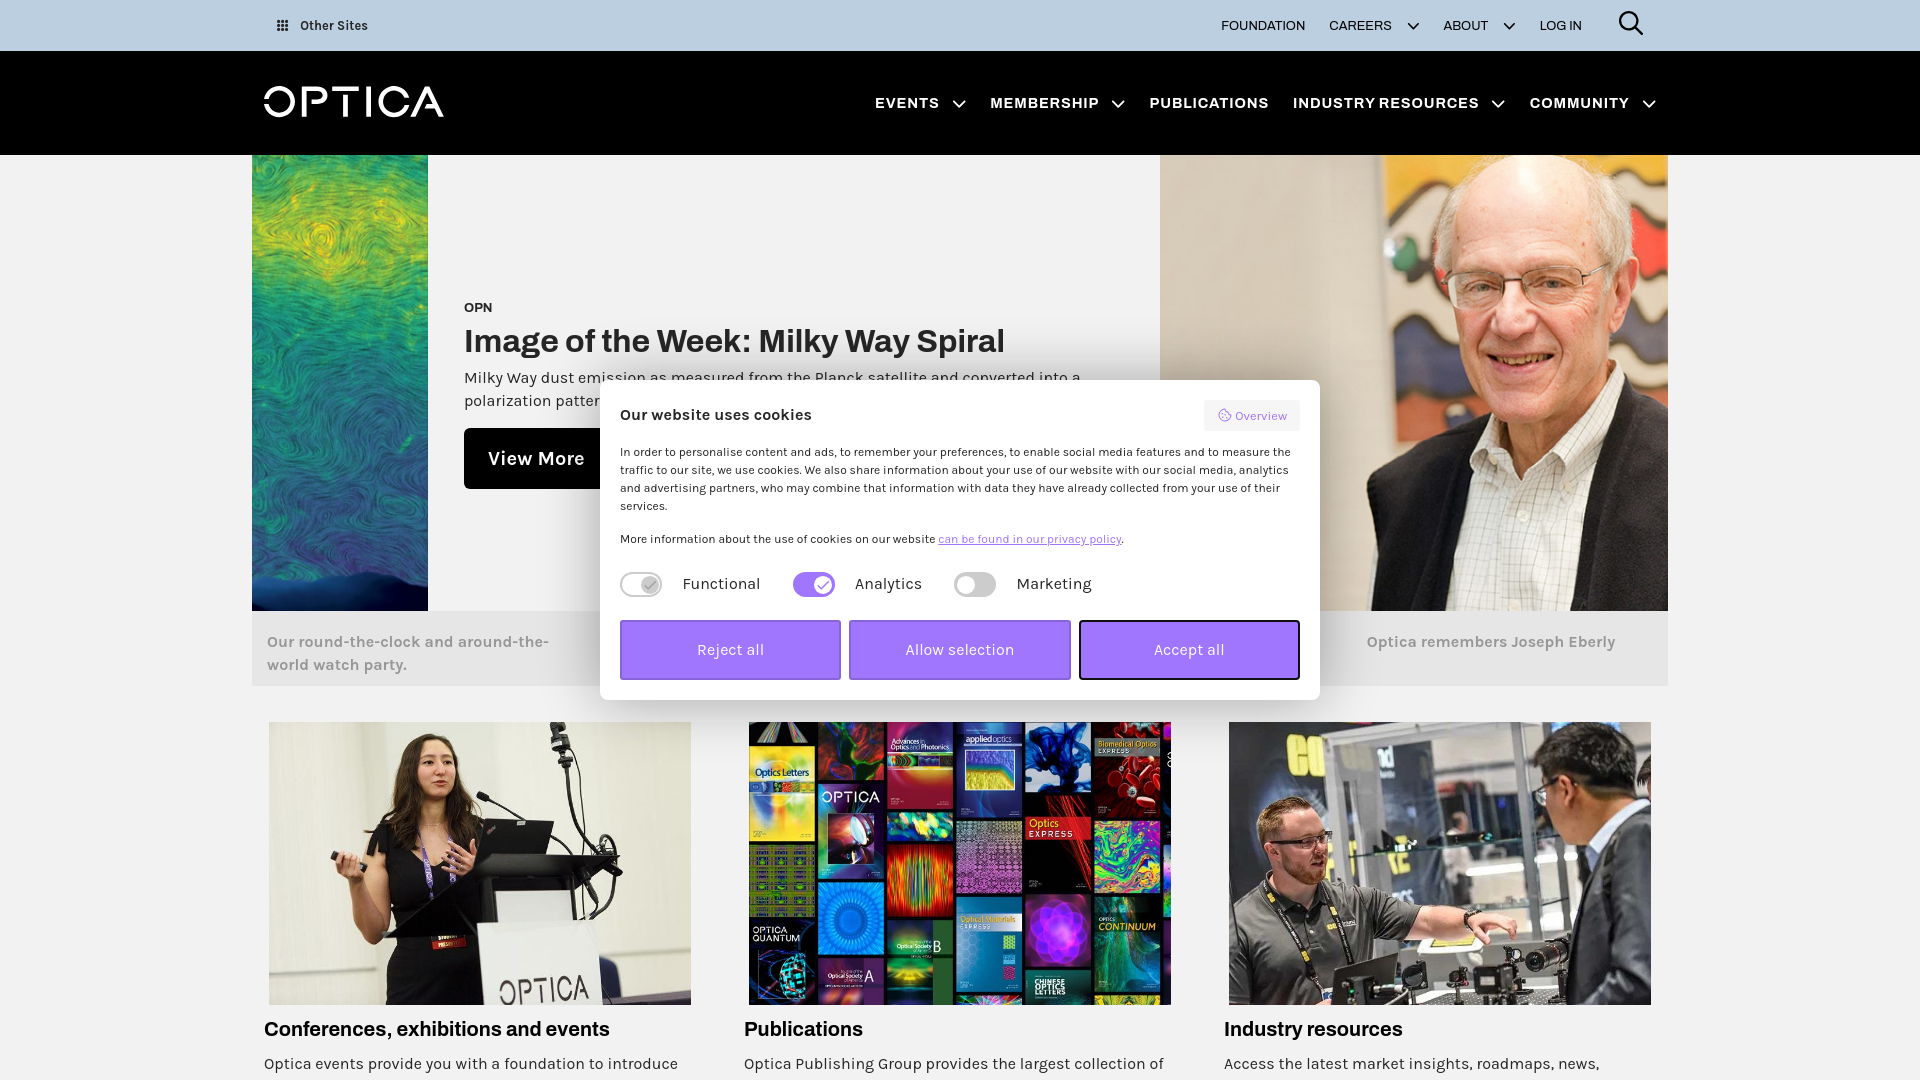 Other Sites
FOUNDATION
CAREERS
ABOUT
LOG IN
OPTICA
EVENTS
MEMBERSHIP
PUBLICATIONS
INDUSTRY RESOURCES
COMMUNITY
OPN
Image of the Week: Milky Way Spiral
Milky Way dust emission as measured from the Planck satellite and converted into a
polarization
View More
Our website uses cookies
Overview
In order to personalise content and ads, to remember your preferences, to enable social media features and to measure the
traffic to our site, we use cookies. We also share information about your use of our website with our social media, analytics
and advertising partners, who may combine that information with data they have already collected from your use of their
services.
More information about the use of cookies on our website can be found in our privacy policy.
Functional
Analytics
Marketing
Reject all
Allow selection
Accept all
Our round-the-clock and around-the-
world watch party.
Optica remembers Joseph Eberly
OPTICA
Optics Letters
Advances in
Optics and Photonics
applied optics
Biomedical Optics
EXPRESS
OPTICA
Optics
EXPRESS
OPTICA
QUANTUM
Optical Society
A
Optical Society
B
Optical Materials
EXPRESS
OPTICS
CONTINUUM
CHINESE
OPTICS
LETTERS
Conferences, exhibitions and events
Publications
Industry resources
Optica events provide you with a foundation to introduce
Optica Publishing Group provides the largest collection of
Access the latest market insights, roadmaps, news,